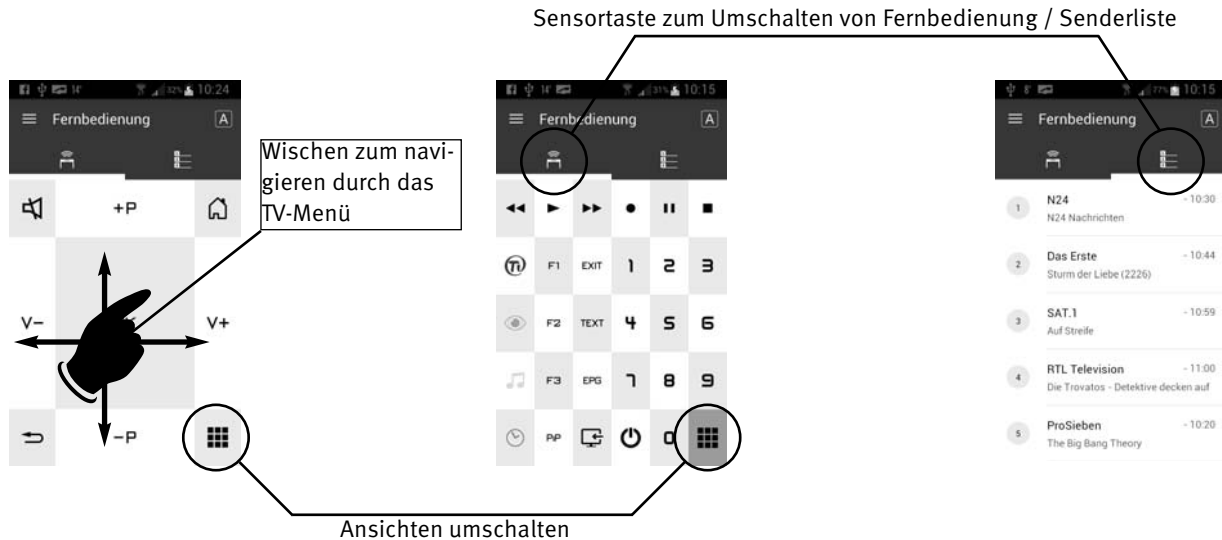 Sensortaste zum Umschalten von Fernbedienung / Senderliste
32% 10:24
Fernbedienung A
+P
V- V+
-P
Wischen zum navi-
gieren durch das
TV-Menü
31% 10:15
Fernbedienung A
F1 EXIT 1 2 3
F2 TEXT 4 5 6
F3 EPG 7 8 9
PiP 0
77% 10:15
Fernbedienung A
1 N24 - 10:30
N24 Nachrichten
2 Das Erste - 10:44
Sturm der Liebe (2226)
3 SAT.1 - 10:59
Auf Streife
4 RTL Television - 11:00
Die Trovatos - Detektive decken auf
5 ProSieben - 10:20
The Big Bang Theory
Ansichten umschalten